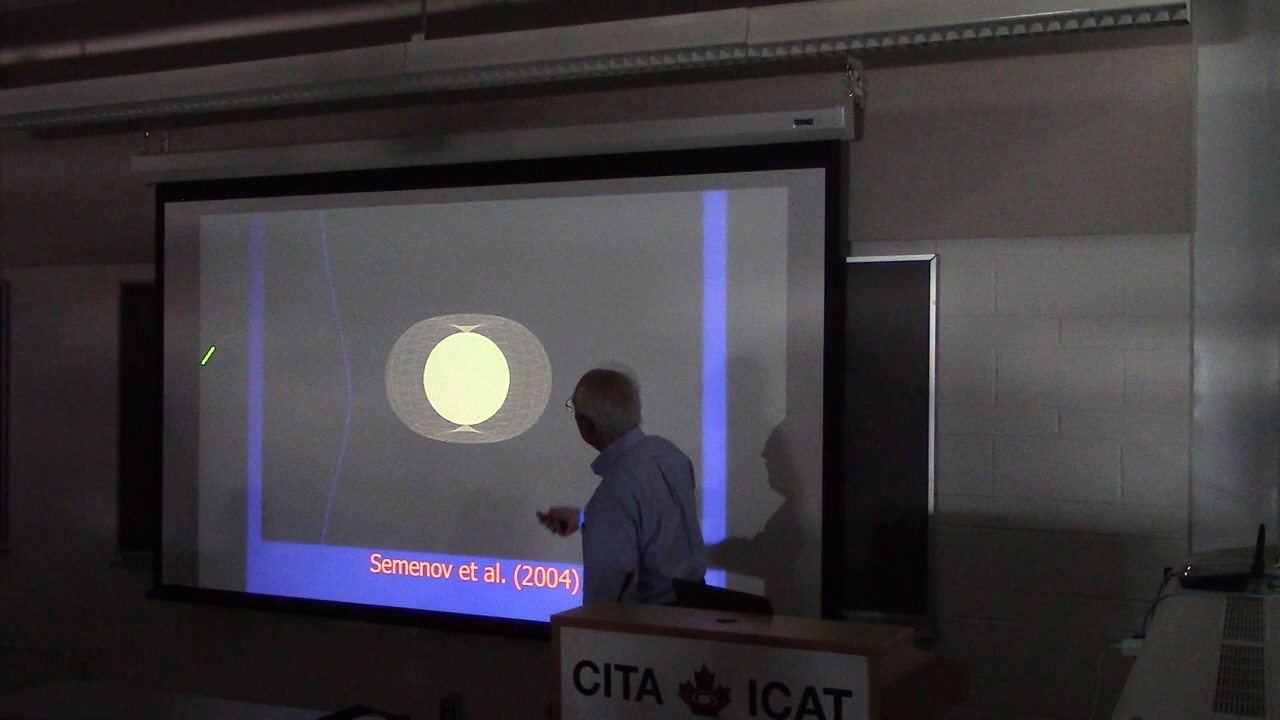 Semenov et al. (2004)
CITA ICAT